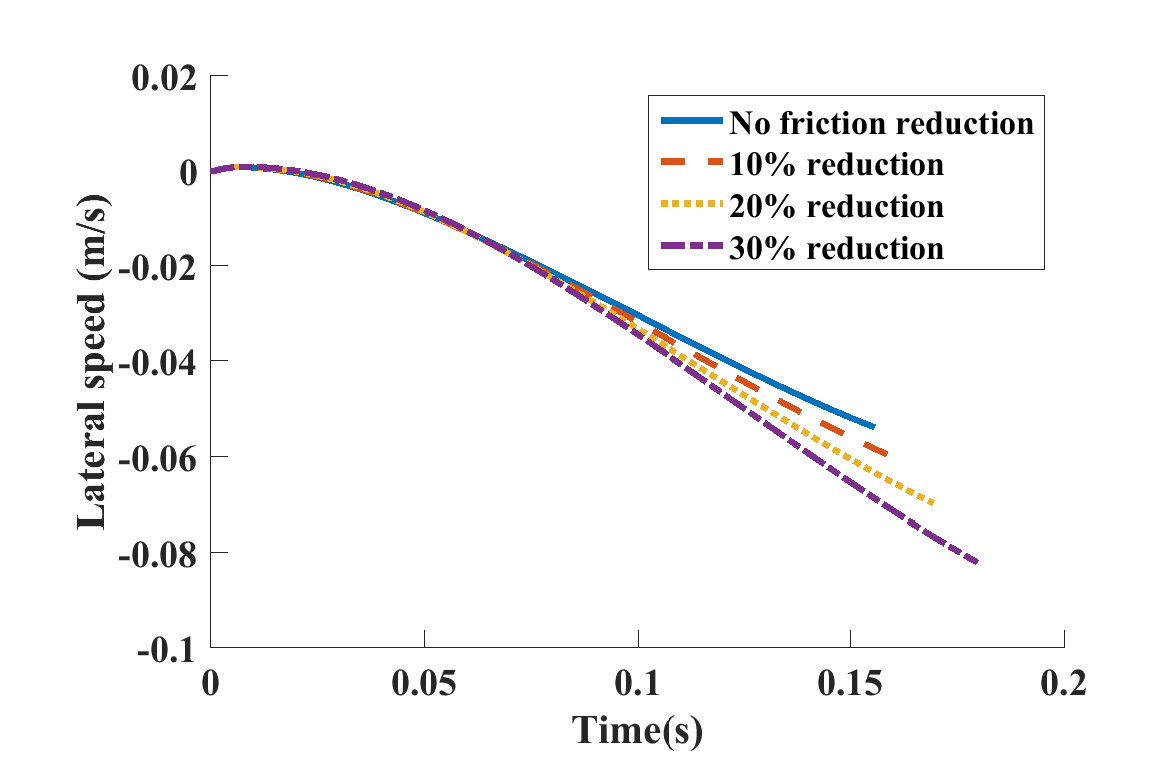 0.02
0
-0.02
-0.04
-0.06
-0.08
-0.1
Lateral speed (m/s)
No friction reduction
10% reduction
20% reduction
30% reduction
0
0.05
0.1
0.15
0.2
Time(s)